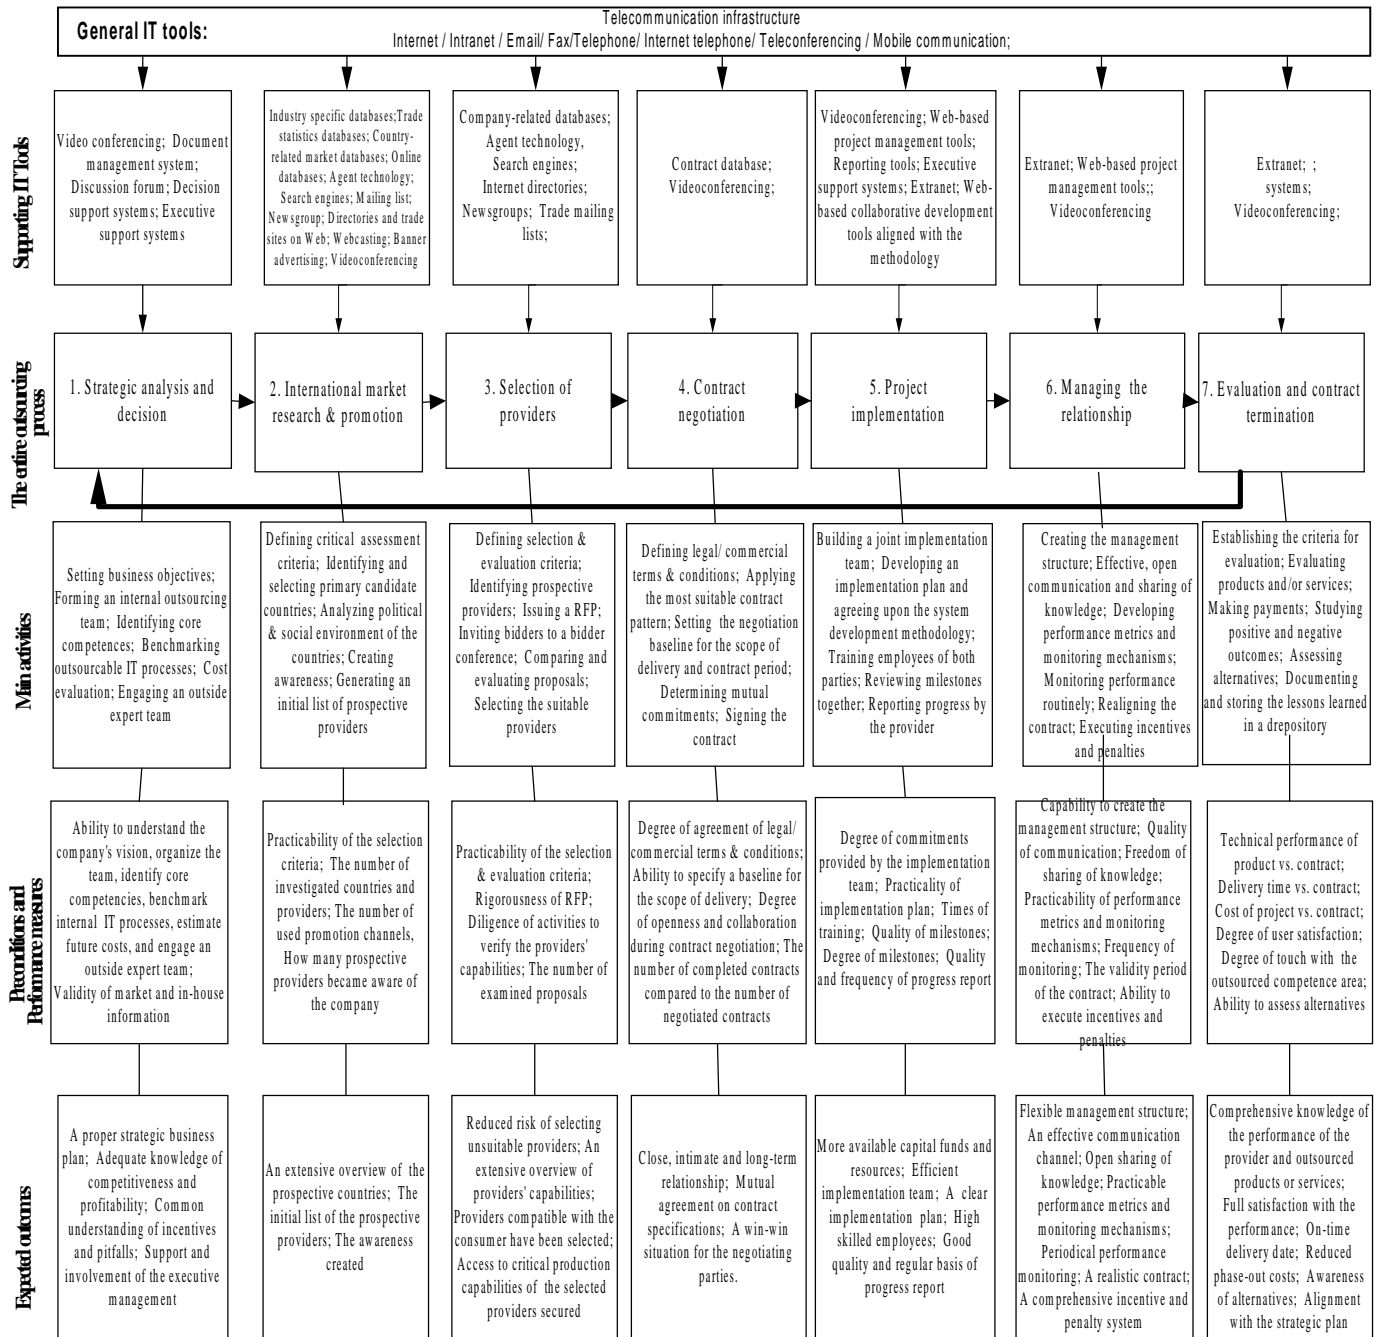 General IT tools:
Telecommunication infrastructure
Internet / Intranet / Email/ Fax/Telephone/ Internet telephone/ Teleconferencing / Mobile communication;
Supporting IT Tools
Video conferencing; Document
management system;
Discussion forum; Decision
support systems; Executive
support systems
Industry specific databases;Trade
statistics databases; Country-
related market databases; Online
databases; Agent technology;
Search engines; Mailing list;
Newsgroup; Directories and trade
sites on Web; Webcasting; Banner
advertising; Videoconferencing
Company-related databases;
Agent technology,
Search engines;
Internet directories;
Newsgroups; Trade mailing
lists;
Contract database;
Videoconferencing;
Videoconferencing; Web-based
project management tools;
Reporting tools; Executive
support systems; Extranet; Web-
based collaborative development
tools aligned with the
methodology
Extranet; Web-based project
management tools;;
Videoconferencing
Extranet; ;
systems;
Videoconferencing;
The entire outsourcing
process
1. Strategic analysis and
decision
2. International market
research & promotion
3. Selection of
providers
4. Contract
negotiation
5. Project
implementation
6. Managing the
relationship
7. Evaluation and contract
termination
Main activities
Setting business objectives;
Forming an internal outsourcing
team; Identifying core
competences; Benchmarking
outsourcable IT processes; Cost
evaluation; Engaging an outside
expert team
Defining critical assessment
criteria; Identifying and
selecting primary candidate
countries; Analyzing political
& social environment of the
countries; Creating
awareness; Generating an
initial list of prospective
providers
Defining selection &
evaluation criteria;
Identifying prospective
providers; Issuing a RFP;
Inviting bidders to a bidder
conference; Comparing and
evaluating proposals;
Selecting the suitable
providers
Defining legal/ commercial
terms & conditions; Applying
the most suitable contract
pattern; Setting the negotiation
baseline for the scope of
delivery and contract period;
Determining mutual
commitments; Signing the
contract
Building a joint implementation
team; Developing an
implementation plan and
agreeing upon the system
development methodology;
Training employees of both
parties; Reviewing milestones
together; Reporting progress by
the provider
Creating the management
structure; Effective, open
communication and sharing of
knowledge; Developing
performance metrics and
monitoring mechanisms;
Monitoring performance
routinely; Realigning the
contract; Executing incentives
and penalties
Establishing the criteria for
evaluation; Evaluating
products and/or services;
Making payments; Studying
positive and negative
outcomes; Assessing
alternatives; Documenting
and storing the lessons learned
in a drepository
Preconditions and
Performance measures
Ability to understand the
company's vision, organize the
team, identify core
competencies, benchmark
internal IT processes, estimate
future costs, and engage an
outside expert team;
Validity of market and in-house
information
Practicability of the selection
criteria; The number of
investigated countries and
providers; The number of
used promotion channels,
How many prospective
providers became aware of
the company
Practicability of the selection
& evaluation criteria;
Rigorousness of RFP;
Diligence of activities to
verify the providers'
capabilities; The number of
examined proposals
Degree of agreement of legal/
commercial terms & conditions;
Ability to specify a baseline for
the scope of delivery; Degree
of openness and collaboration
during contract negotiation; The
number of completed contracts
compared to the number of
negotiated contracts
Degree of commitments
provided by the implementation
team; Practicality of
implementation plan; Times of
training; Quality of milestones;
Degree of milestones; Quality
and frequency of progress report
Capability to create the
management structure; Quality
of communication; Freedom of
sharing of knowledge;
Practicability of performance
metrics and monitoring
mechanisms; Frequency of
monitoring; The validity period
of the contract; Ability to
execute incentives and
penalties
Technical performance of
product vs. contract;
Delivery time vs. contract;
Cost of project vs. contract;
Degree of user satisfaction;
Degree of touch with the
outsourced competence area;
Ability to assess alternatives
Expected outcomes
A proper strategic business
plan; Adequate knowledge of
competitiveness and
profitability; Common
understanding of incentives
and pitfalls; Support and
involvement of the executive
management
An extensive overview of the
prospective countries; The
initial list of the prospective
providers; The awareness
created
Reduced risk of selecting
unsuitable providers; An
extensive overview of
providers' capabilities;
Providers compatible with the
consumer have been selected;
Access to critical production
capabilities of the selected
providers secured
Close, intimate and long-term
relationship; Mutual
agreement on contract
specifications; A win-win
situation for the negotiating
parties.
More available capital funds and
resources; Efficient
implementation team; A clear
implementation plan; High
skilled employees; Good
quality and regular basis of
progress report
Flexible management structure;
An effective communication
channel; Open sharing of
knowledge; Practicable
performance metrics and
monitoring mechanisms;
Periodical performance
monitoring; A realistic contract;
A comprehensive incentive and
penalty system
Comprehensive knowledge of
the performance of the
provider and outsourced
products or services;
Full satisfaction with the
performance; On-time
delivery date; Reduced
phase-out costs; Awareness
of alternatives; Alignment
with the strategic plan